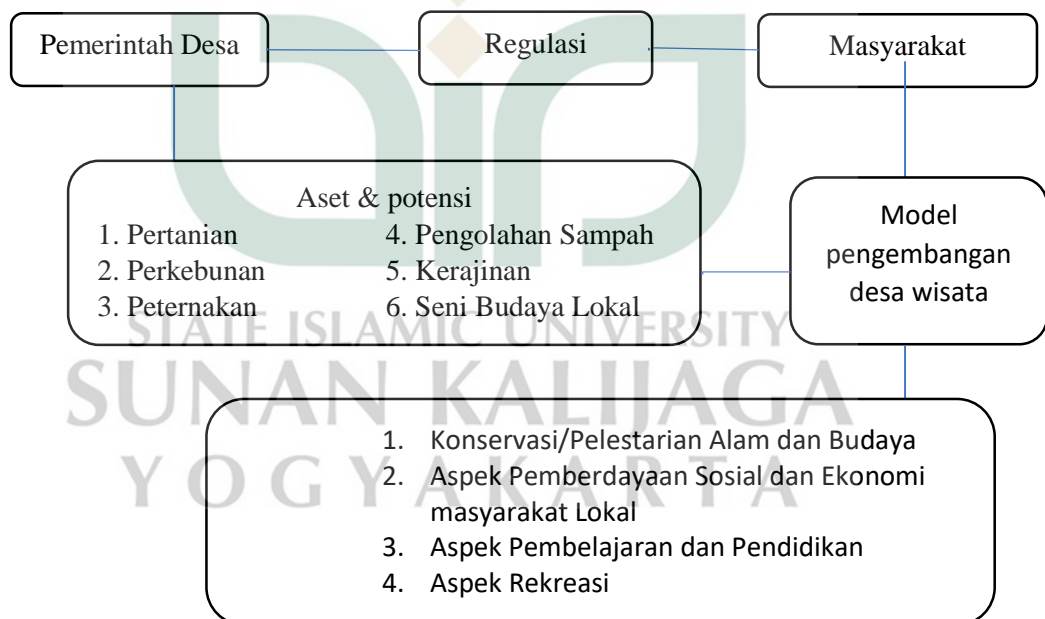 Pemerintah Desa
Regulasi
Masyarakat
Aset & potensi
1. Pertanian
2. Perkebunan
3. Peternakan
4. Pengolahan Sampah
5. Kerajinan
6. Seni Budaya Lokal
Model
pengembangan
desa wisata
STATE ISLAMIC UNIVERSITY
SUNAN KALIJAGA
YOGYAKARTA
1. Konservasi/Pelestarian Alam dan Budaya
2. Aspek Pemberdayaan Sosial dan Ekonomi
masyarakat Lokal
3. Aspek Pembelajaran dan Pendidikan
4. Aspek Rekreasi